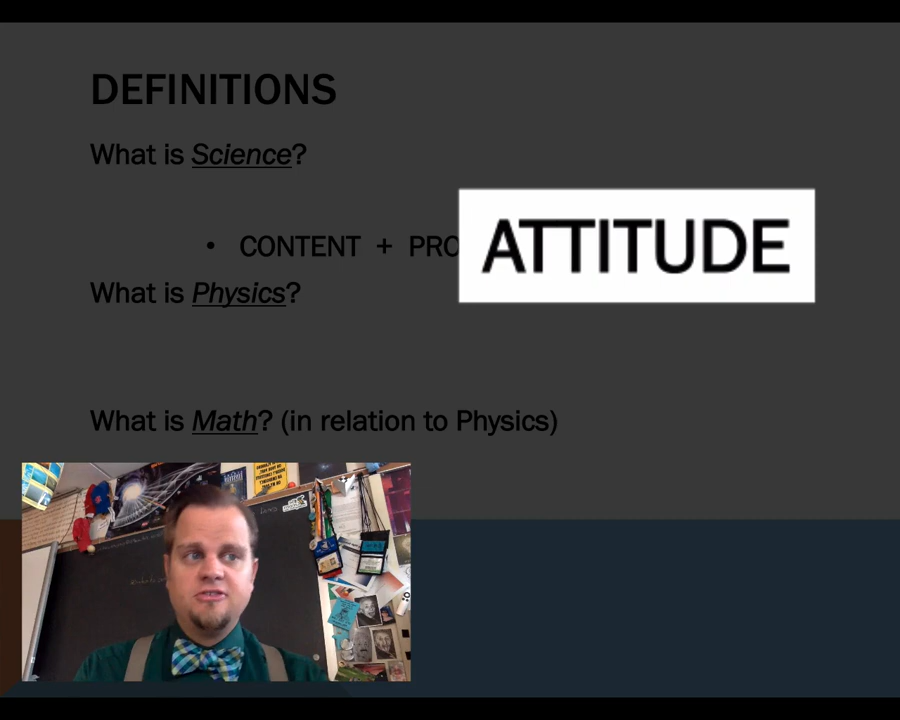 DEFINITIONS
What is Science?
• CONTENT + PRO
ATTITUDE
What is Physics?
What is Math? (in relation to Physics)